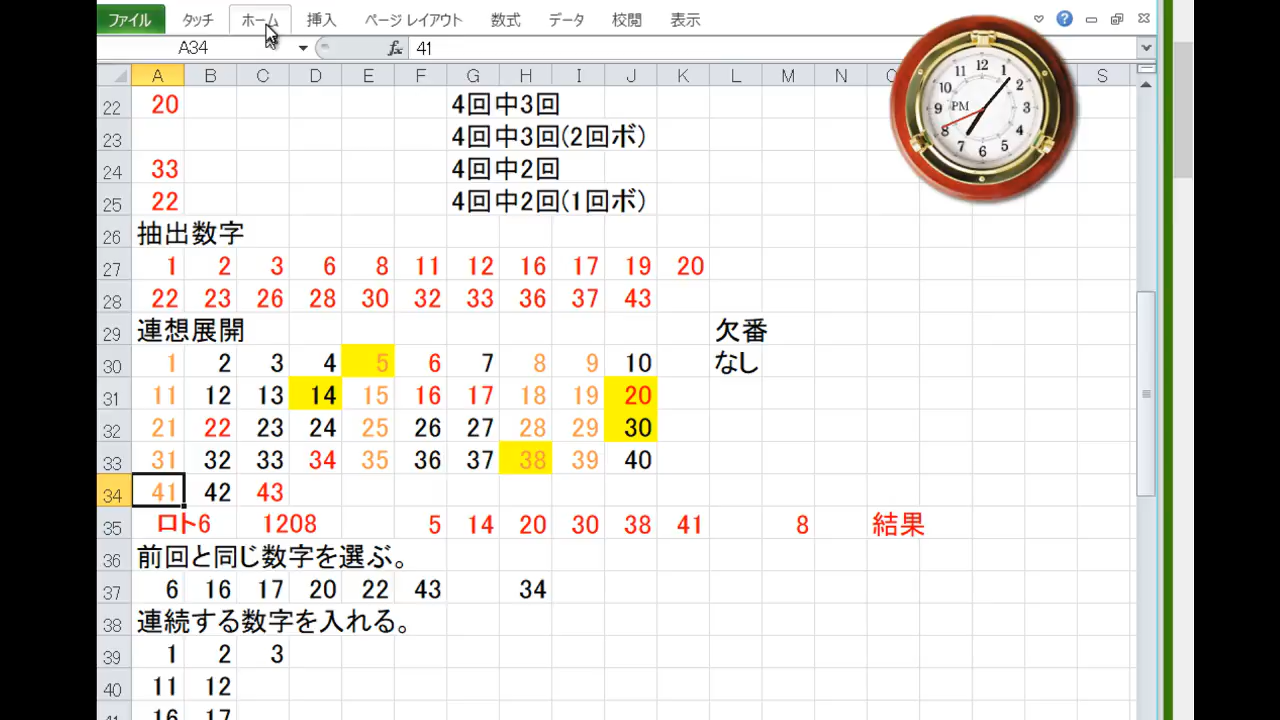 ファイル タッチ ホーム 挿入 ページ レイアウト 数式 データ 校閲 表示
A34 fx 41
A B C D E F G H I J K L M N R S
22 20 4回中3回
23 4回中3回(2回ボ)
24 33 4回中2回
25 22 4回中2回(1回ボ)
26 抽出数字
27 1 2 3 6 8 11 12 16 17 19 20
28 22 23 26 28 30 32 33 36 37 43
29 連想展開 欠番
30 1 2 3 4 5 6 7 8 9 10 なし
31 11 12 13 14 15 16 17 18 19 20
32 21 22 23 24 25 26 27 28 29 30
33 31 32 33 34 35 36 37 38 39 40
34 41 42 43
35 ロト6 1208 5 14 20 30 38 41 8 結果
36 前回と同じ数字を選ぶ。
37 6 16 17 20 22 43 34
38 連続する数字を入れる。
39 1 2 3
40 11 12
41 16 17
12 1 2 3 4 5 6 7 8 9 10 11
PM